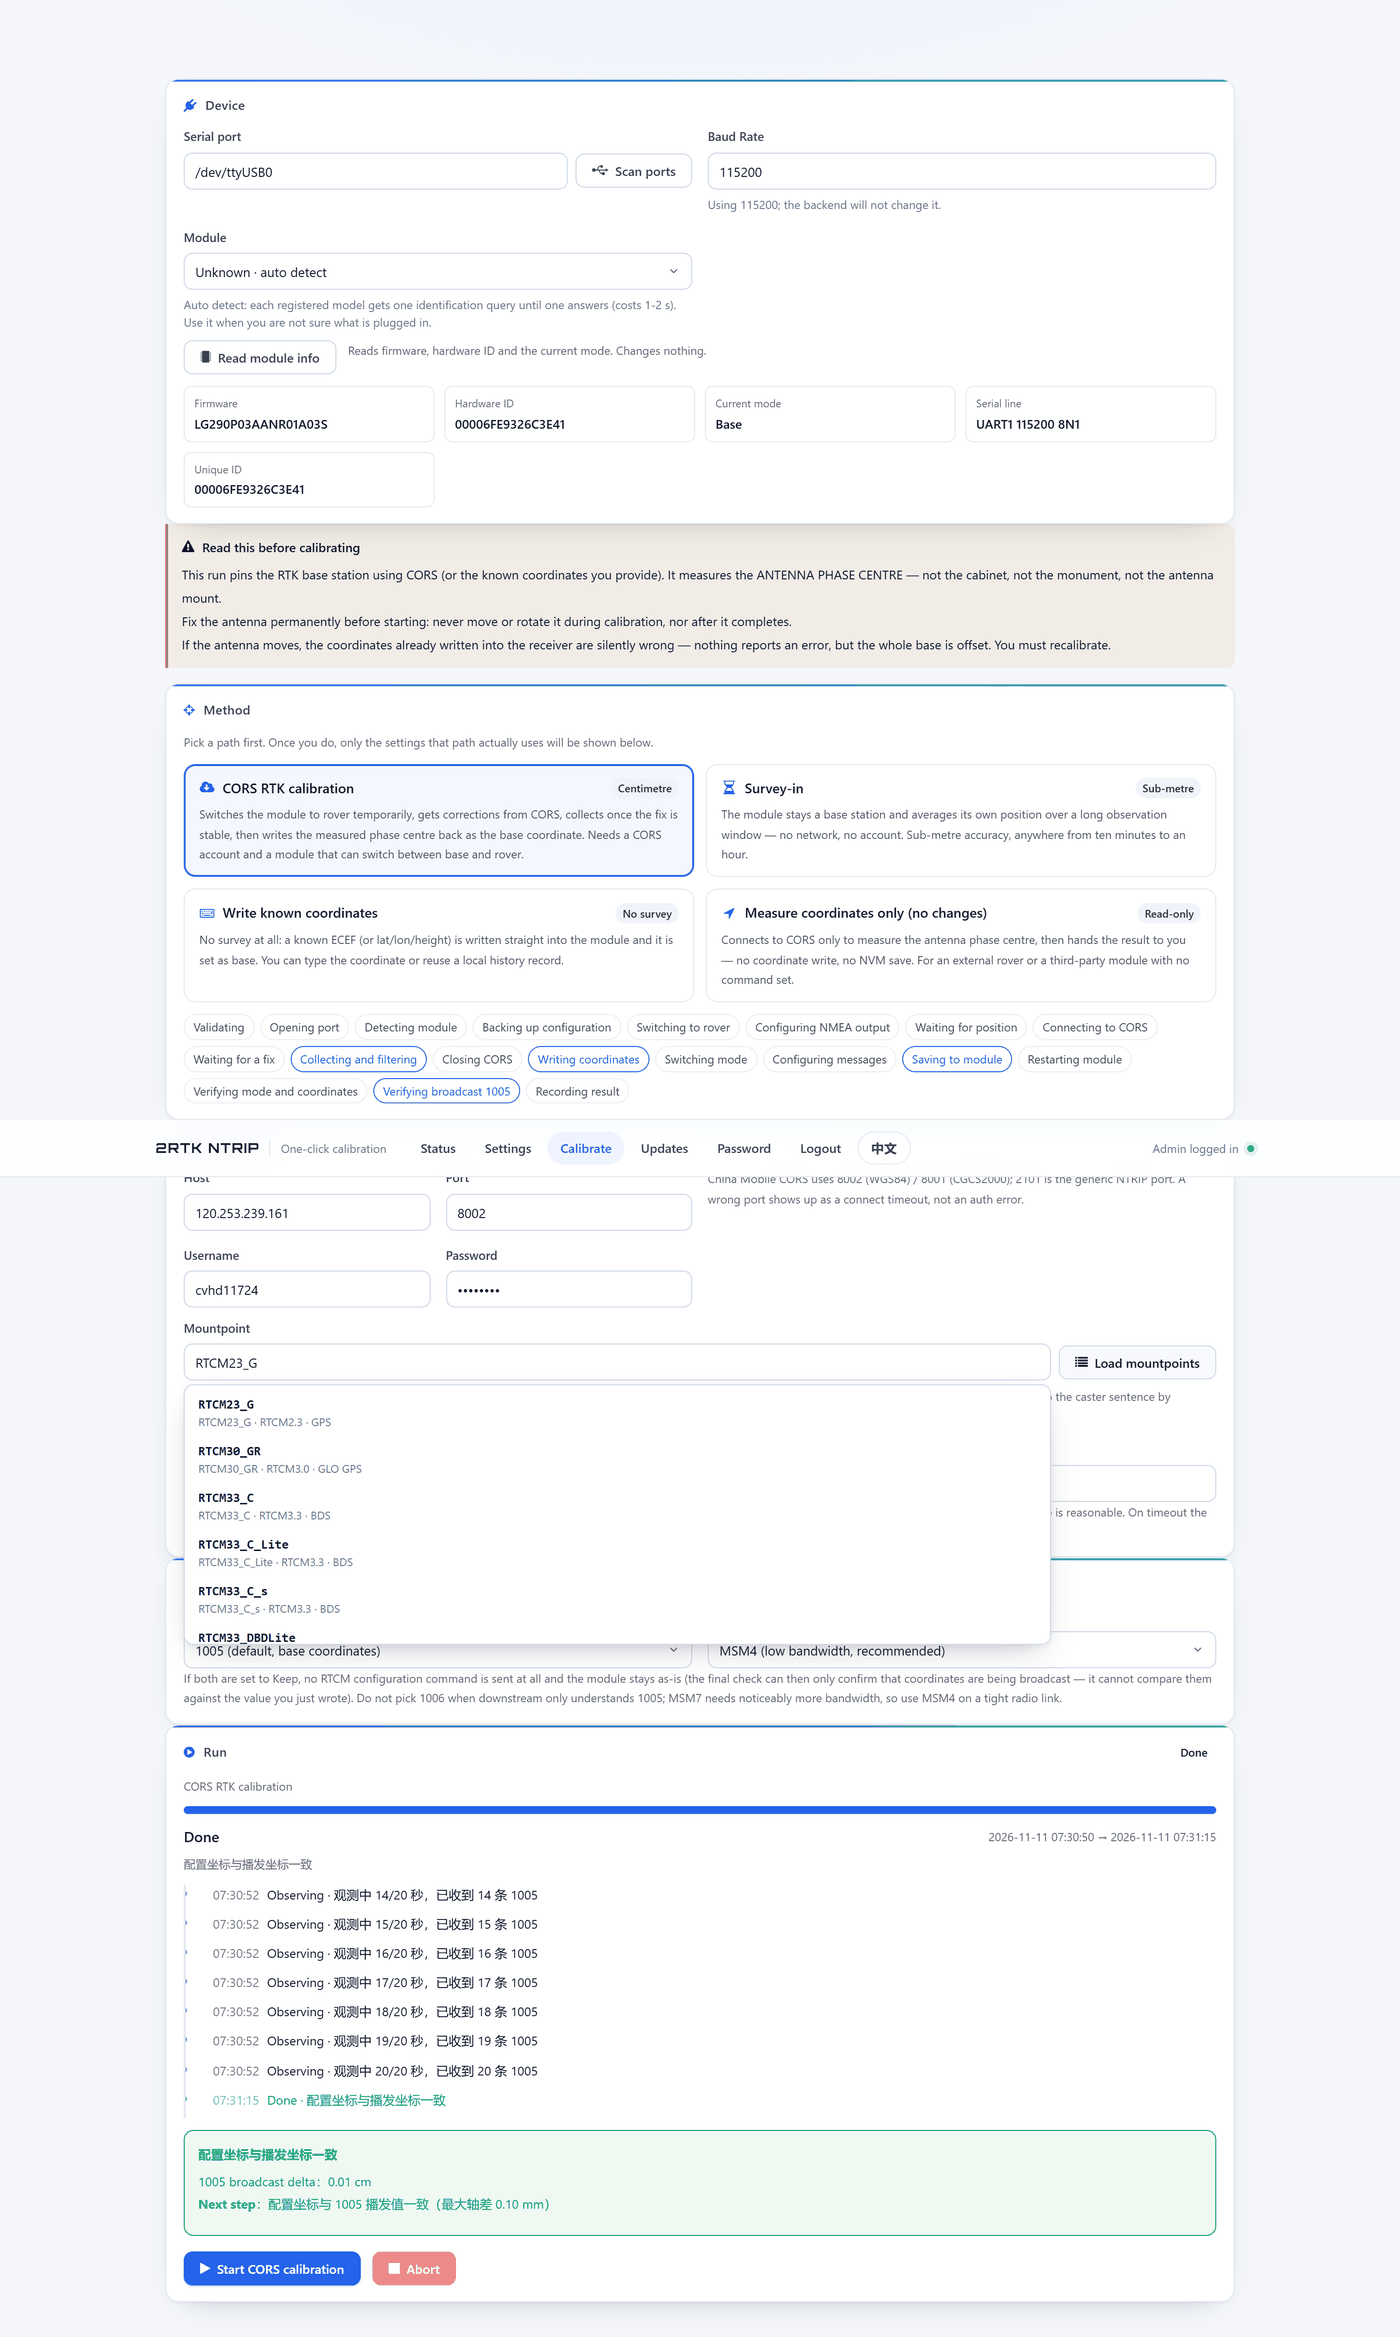 Device
Serial port
Baud Rate
/dev/ttyUSB0
Scan ports
115200
Using 115200; the backend will not change it.
Module
Unknown · auto detect
Auto detect: each registered model gets one identification query until one answers (costs 1-2 s).
Use it when you are not sure what is plugged in.
Read module info
Reads firmware, hardware ID and the current mode. Changes nothing.
Firmware
LG290P03AANR01A03S
Hardware ID
00006FE9326C3E41
Current mode
Base
Serial line
UART1 115200 8N1
Unique ID
00006FE9326C3E41
Read this before calibrating
This run pins the RTK base station using CORS (or the known coordinates you provide). It measures the ANTENNA PHASE CENTRE — not the cabinet, not the monument, not the antenna
mount.
Fix the antenna permanently before starting: never move or rotate it during calibration, nor after it completes.
If the antenna moves, the coordinates already written into the receiver are silently wrong — nothing reports an error, but the whole base is offset. You must recalibrate.
Method
Pick a path first. Once you do, only the settings that path actually uses will be shown below.
CORS RTK calibration
Centimetre
Switches the module to rover temporarily, gets corrections from CORS, collects once the fix is
stable, then writes the measured phase centre back as the base coordinate. Needs a CORS
account and a module that can switch between base and rover.
Survey-in
Sub-metre
The module stays a base station and averages its own position over a long observation
window — no network, no account. Sub-metre accuracy, anywhere from ten minutes to an
hour.
Write known coordinates
No survey
No survey at all: a known ECEF (or lat/lon/height) is written straight into the module and it is
set as base. You can type the coordinate or reuse a local history record.
Measure coordinates only (no changes)
Read-only
Connects to CORS only to measure the antenna phase centre, then hands the result to you
— no coordinate write, no NVM save. For an external rover or a third-party module with no
command set.
Validating
Opening port
Detecting module
Backing up configuration
Switching to rover
Configuring NMEA output
Waiting for position
Connecting to CORS
Waiting for a fix
Collecting and filtering
Closing CORS
Writing coordinates
Switching mode
Configuring messages
Saving to module
Restarting module
Verifying mode and coordinates
Verifying broadcast 1005
Recording result
2RTK NTRIP
One-click calibration
Status
Settings
Calibrate
Updates
Password
Logout
中文
Admin logged in
Host
Port
China Mobile CORS uses 8002 (WGS84) / 8001 (CGCS2000); 2101 is the generic NTRIP port. A
wrong port shows up as a connect timeout, not an auth error.
120.253.239.161
8002
Username
Password
cvhd11724
••••••••
Mountpoint
RTCM23_G
Load mountpoints
the caster sentence by
RTCM23_G
RTCM23_G · RTCM2.3 · GPS
RTCM30_GR
RTCM30_GR · RTCM3.0 · GLO GPS
RTCM33_C
RTCM33_C · RTCM3.3 · BDS
is reasonable. On timeout the
RTCM33_C_Lite
RTCM33_C_Lite · RTCM3.3 · BDS
RTCM33_C_s
RTCM33_C_s · RTCM3.3 · BDS
RTCM33_DBDLite
1005 (default, base coordinates)
MSM4 (low bandwidth, recommended)
If both are set to Keep, no RTCM configuration command is sent at all and the module stays as-is (the final check can then only confirm that coordinates are being broadcast — it cannot compare them
against the value you just wrote). Do not pick 1006 when downstream only understands 1005; MSM7 needs noticeably more bandwidth, so use MSM4 on a tight radio link.
Run
Done
CORS RTK calibration
Done
2026-11-11 07:30:50 → 2026-11-11 07:31:15
配置坐标与播发坐标一致
07:30:52 Observing · 观测中 14/20 秒，已收到 14 条 1005
07:30:52 Observing · 观测中 15/20 秒，已收到 15 条 1005
07:30:52 Observing · 观测中 16/20 秒，已收到 16 条 1005
07:30:52 Observing · 观测中 17/20 秒，已收到 17 条 1005
07:30:52 Observing · 观测中 18/20 秒，已收到 18 条 1005
07:30:52 Observing · 观测中 19/20 秒，已收到 19 条 1005
07:30:52 Observing · 观测中 20/20 秒，已收到 20 条 1005
07:31:15 Done · 配置坐标与播发坐标一致
配置坐标与播发坐标一致
1005 broadcast delta：0.01 cm
Next step：配置坐标与 1005 播发值一致（最大轴差 0.10 mm）
Start CORS calibration
Abort